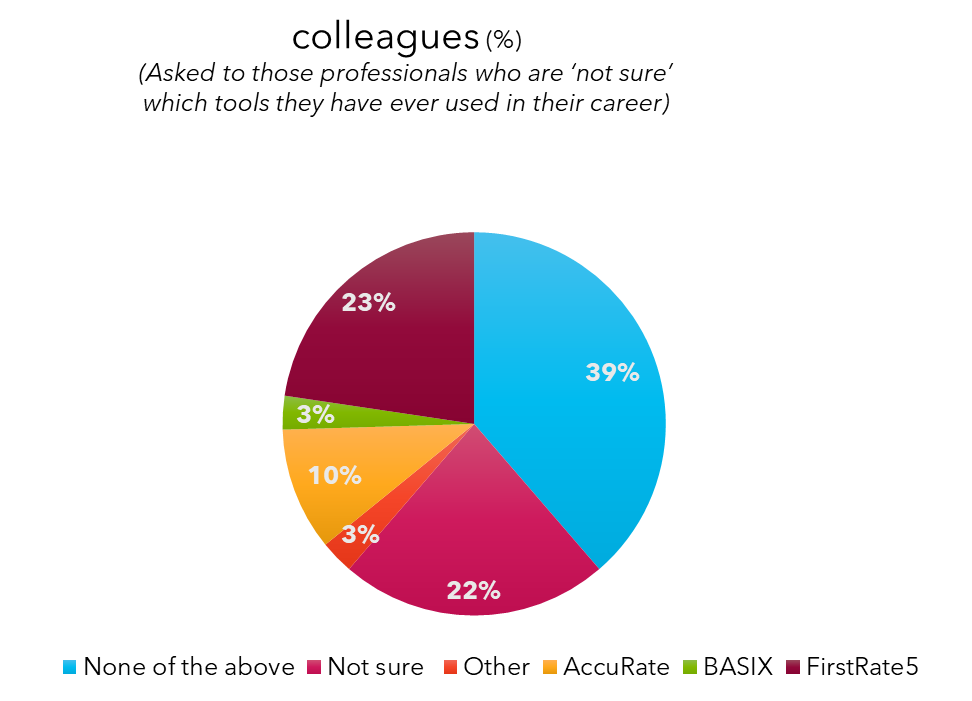 colleagues (%)
(Asked to those professionals who are ‘not sure’
which tools they have ever used in their career)
23%
39%
3%
10%
3%
22%
None of the above Not sure Other AccuRate BASIX FirstRate5